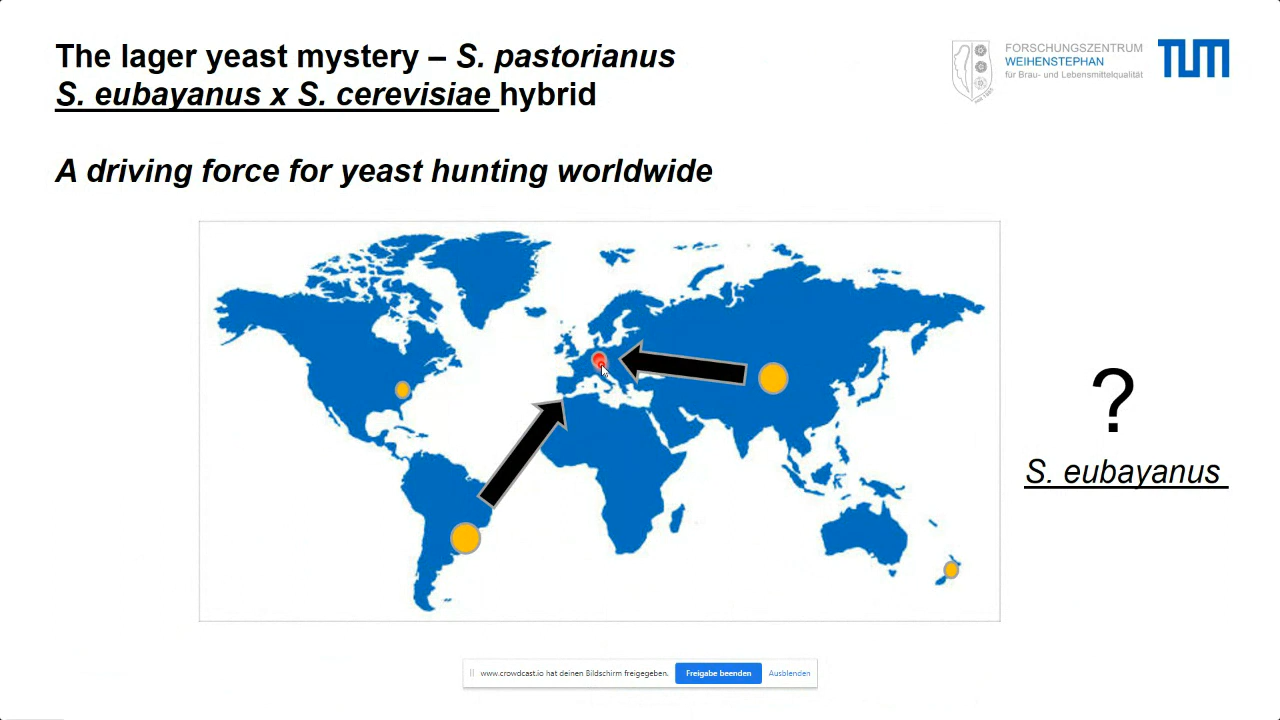 The lager yeast mystery – S. pastorianus
S. eubayanus x S. cerevisiae hybrid
FORSCHUNGSZENTRUM
WEIHENSTEPHAN
für Brau- und Lebensmittelqualität
TUM
A driving force for yeast hunting worldwide
?
S. eubayanus
www.crowdcast.io hat deinen Bildschirm freigegeben. Freigabe beenden Ausblenden